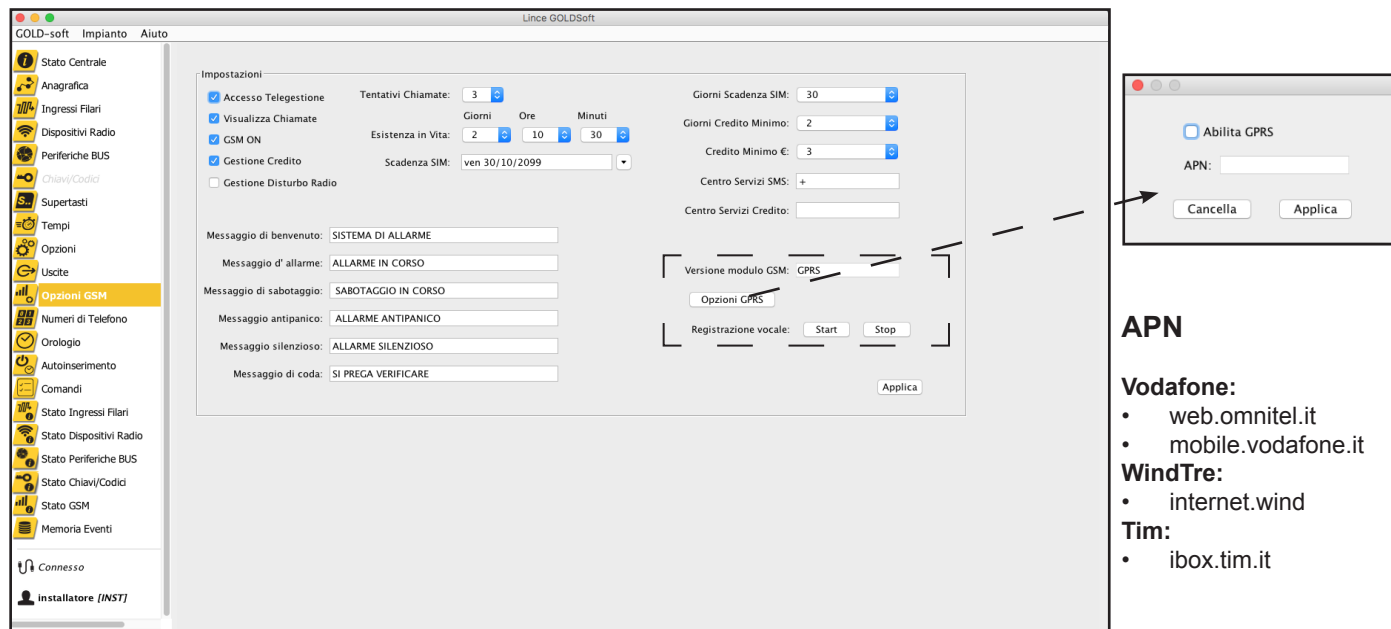 Lince GOLDSoft
GOLD-soft Impianto Aiuto
Stato Centrale
Anagrafica
Ingressi Filari
Dispositivi Radio
Periferiche BUS
Chiavi/Codici
Supertasti
Tempi
Opzioni
Uscite
Opzioni GSM
Numeri di Telefono
Orologio
Autoinserimento
Comandi
Stato Ingressi Filari
Stato Dispositivi Radio
Stato Periferiche BUS
Stato Chiavi/Codici
Stato GSM
Memoria Eventi
Connesso
installatore [INST]
Impostazioni
Accesso Telegestione
Visualizza Chiamate
GSM ON
Gestione Credito
Gestione Disturbo Radio
Tentativi Chiamate: 3
Giorni Ore Minuti
Esistenza in Vita: 2 10 30
Scadenza SIM: ven 30/10/2099
Giorni Scadenza SIM: 30
Giorni Credito Minimo: 2
Credito Minimo €: 3
Centro Servizi SMS: +
Centro Servizi Credito:
Messaggio di benvenuto: SISTEMA DI ALLARME
Messaggio d' allarme: ALLARME IN CORSO
Messaggio di sabotaggio: SABOTAGGIO IN CORSO
Messaggio antipanico: ALLARME ANTIPANICO
Messaggio silenzioso: ALLARME SILENZIOSO
Messaggio di coda: SI PREGA VERIFICARE
Versione modulo GSM: GPRS
Opzioni GPRS
Registrazione vocale: Start Stop
Applica
Abilita GPRS
APN:
Cancella Applica
APN
Vodafone:
• web.omnitel.it
• mobile.vodafone.it
WindTre:
• internet.wind
Tim:
• ibox.tim.it